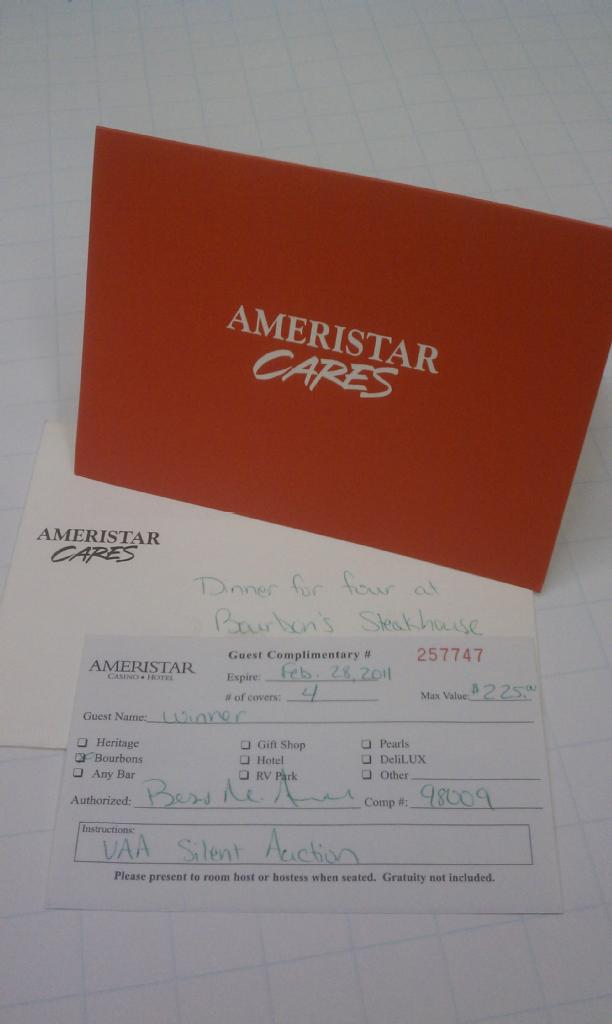 AMERISTAR
CARES
AMERISTAR
CARES
Dinner for four at
Bourbon's Steakhouse
AMERISTAR
CASINO • HOTEL
Guest Complimentary # 257747
Expire: Feb. 28, 2011
# of covers: 4 Max Value: $225.00
Guest Name: Winner
Heritage Gift Shop Pearls
Bourbons Hotel DeliLUX
Any Bar RV Park Other
Authorized: Comp #: 98009
Instructions:
VAA Silent Auction
Please present to room host or hostess when seated. Gratuity not included.